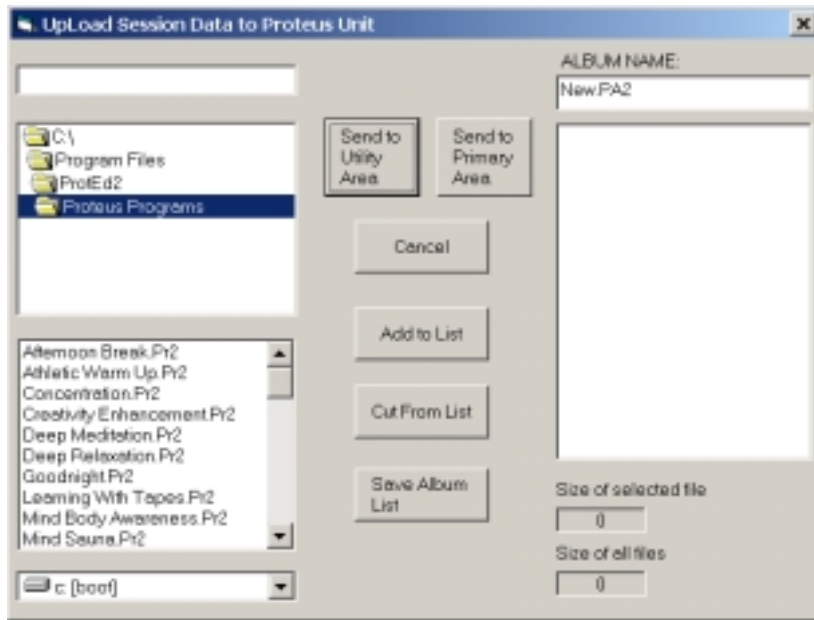 UpLoad Session Data to Proteus Unit
ALBUM NAME:
New.PA2
C:\
Program Files
ProtEd2
Proteus Programs
Send to
Utility
Area
Send to
Primary
Area
Cancel
Add to List
Cut From List
Save Album
List
Afternoon Break.Pr2
Athletic Warm Up.Pr2
Concentration.Pr2
Creativity Enhancement.Pr2
Deep Meditation.Pr2
Deep Relaxation.Pr2
Goodnight.Pr2
Learning With Tapes.Pr2
Mind Body Awareness.Pr2
Mind Sauna.Pr2
c: [boot]
Size of selected file
0
Size of all files
0